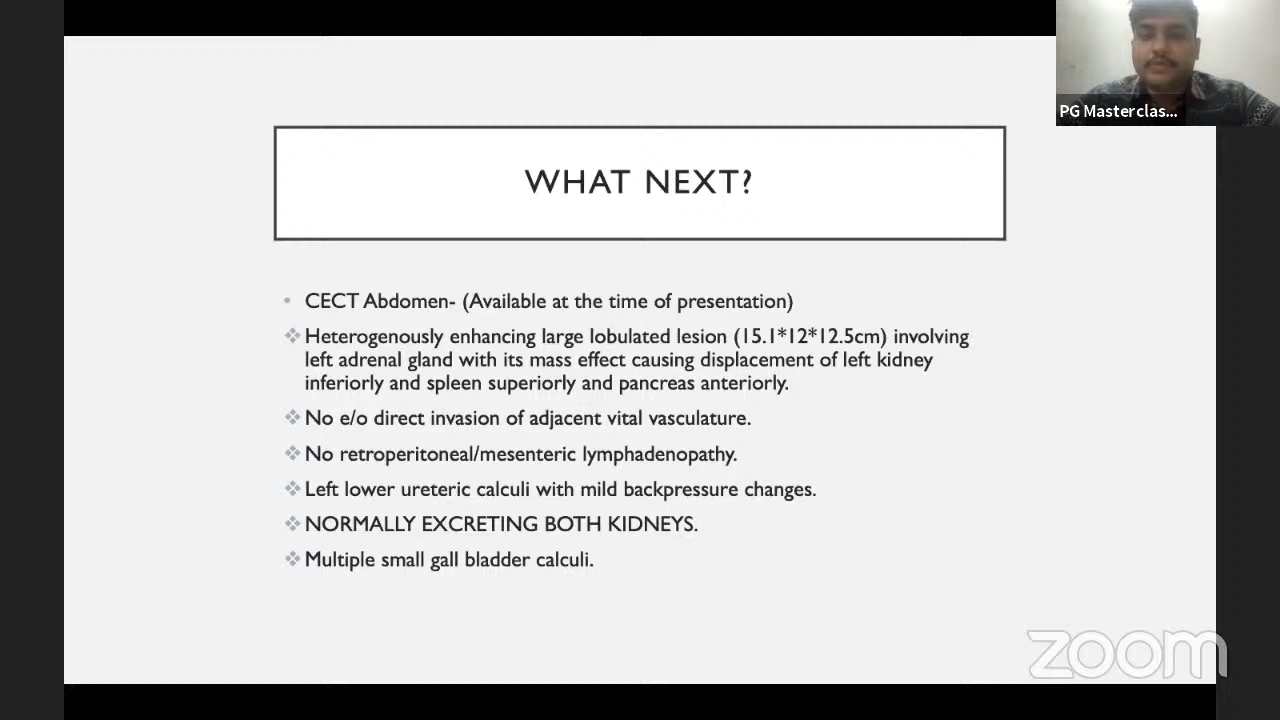 PG Masterclas...
WHAT NEXT?
• CECT Abdomen- (Available at the time of presentation)
❖ Heterogenously enhancing large lobulated lesion (15.1*12*12.5cm) involving
left adrenal gland with its mass effect causing displacement of left kidney
inferiorly and spleen superiorly and pancreas anteriorly.
❖ No e/o direct invasion of adjacent vital vasculature.
❖ No retroperitoneal/mesenteric lymphadenopathy.
❖ Left lower ureteric calculi with mild backpressure changes.
❖ NORMALLY EXCRETING BOTH KIDNEYS.
❖ Multiple small gall bladder calculi.
zoom